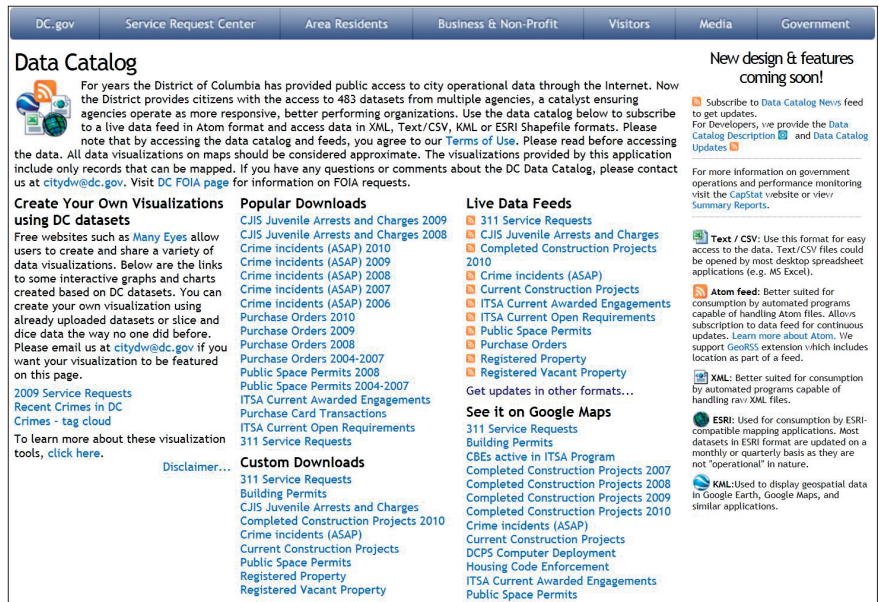 DC.gov Service Request Center Area Residents Business & Non-Profit Visitors Media Government
Data Catalog
For years the District of Columbia has provided public access to city operational data through the Internet. Now
the District provides citizens with the access to 483 datasets from multiple agencies, a catalyst ensuring
agencies operate as more responsive, better performing organizations. Use the data catalog below to subscribe
to a live data feed in Atom format and access data in XML, Text/CSV, KML or ESRI Shapefile formats. Please
note that by accessing the data catalog and feeds, you agree to our Terms of Use. Please read before accessing
the data. All data visualizations on maps should be considered approximate. The visualizations provided by this application
include only records that can be mapped. If you have any questions or comments about the DC Data Catalog, please contact
us at citydw@dc.gov. Visit DC FOIA page for information on FOIA requests.
Create Your Own Visualizations
using DC datasets
Free websites such as Many Eyes allow
users to create and share a variety of
data visualizations. Below are the links
to some interactive graphs and charts
created based on DC datasets. You can
create your own visualization using
already uploaded datasets or slice and
dice data the way no one did before.
Please email us at citydw@dc.gov if you
want your visualization to be featured
on this page.
2009 Service Requests
Recent Crimes in DC
Crimes - tag cloud
To learn more about these visualization
tools, click here.
Disclaimer...
Popular Downloads
CJIS Juvenile Arrests and Charges 2009
CJIS Juvenile Arrests and Charges 2008
Crime incidents (ASAP) 2010
Crime incidents (ASAP) 2009
Crime incidents (ASAP) 2008
Crime incidents (ASAP) 2007
Crime incidents (ASAP) 2006
Purchase Orders 2010
Purchase Orders 2009
Purchase Orders 2008
Purchase Orders 2004-2007
Public Space Permits 2008
Public Space Permits 2004-2007
ITSA Current Awarded Engagements
Purchase Card Transactions
ITSA Current Open Requirements
311 Service Requests
Custom Downloads
311 Service Requests
Building Permits
CJIS Juvenile Arrests and Charges
Completed Construction Projects 2010
Crime incidents (ASAP)
Current Construction Projects
Public Space Permits
Registered Property
Registered Vacant Property
Live Data Feeds
311 Service Requests
CJIS Juvenile Arrests and Charges
Completed Construction Projects
2010
Crime incidents (ASAP)
Current Construction Projects
ITSA Current Awarded Engagements
ITSA Current Open Requirements
Public Space Permits
Purchase Orders
Registered Property
Registered Vacant Property
Get updates in other formats...
See it on Google Maps
311 Service Requests
Building Permits
CBEs active in ITSA Program
Completed Construction Projects 2007
Completed Construction Projects 2008
Completed Construction Projects 2009
Completed Construction Projects 2010
Crime incidents (ASAP)
Current Construction Projects
DCPS Computer Deployment
Housing Code Enforcement
ITSA Current Awarded Engagements
Public Space Permits
New design & features
coming soon!
Subscribe to Data Catalog News feed
to get updates.
For Developers, we provide the Data
Catalog Description and Data Catalog
Updates
For more information on government
operations and performance monitoring
visit the CapStat website or view
Summary Reports.
Text / CSV: Use this format for easy
access to the data. Text/CSV files could
be opened by most desktop spreadsheet
applications (e.g. MS Excel).
Atom feed: Better suited for
consumption by automated programs
capable of handling Atom files. Allows
subscription to data feed for continuous
updates. Learn more about Atom. We
support GeoRSS extension which includes
location as part of a feed.
XML: Better suited for consumption
by automated programs capable of
handling raw XML files.
ESRI: Used for consumption by ESRI-
compatible mapping applications. Most
datasets in ESRI format are updated on a
monthly or quarterly basis as they are
not "operational" in nature.
KML:Used to display geospatial data
in Google Earth, Google Maps, and
similar applications.